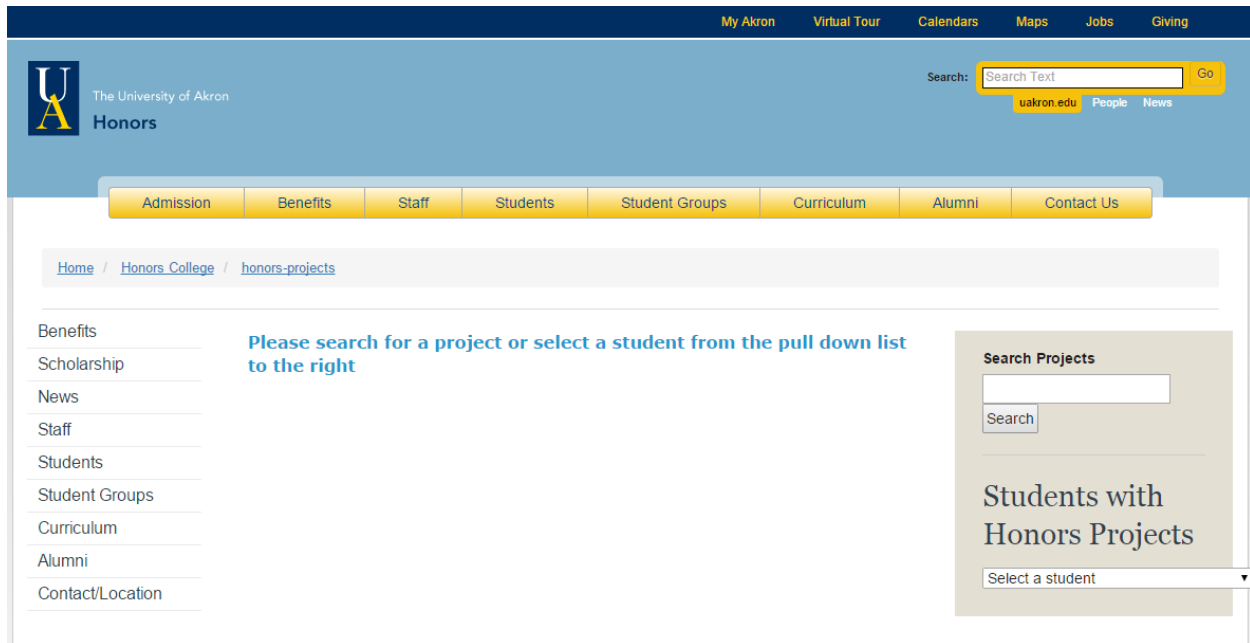 My Akron Virtual Tour Calendars Maps Jobs Giving
UA
The University of Akron
Honors
Search: Search Text Go
uakron.edu People News
Admission Benefits Staff Students Student Groups Curriculum Alumni Contact Us
Home / Honors College / honors-projects
Benefits
Scholarship
News
Staff
Students
Student Groups
Curriculum
Alumni
Contact/Location
Please search for a project or select a student from the pull down list
to the right
Search Projects
Search
Students with
Honors Projects
Select a student